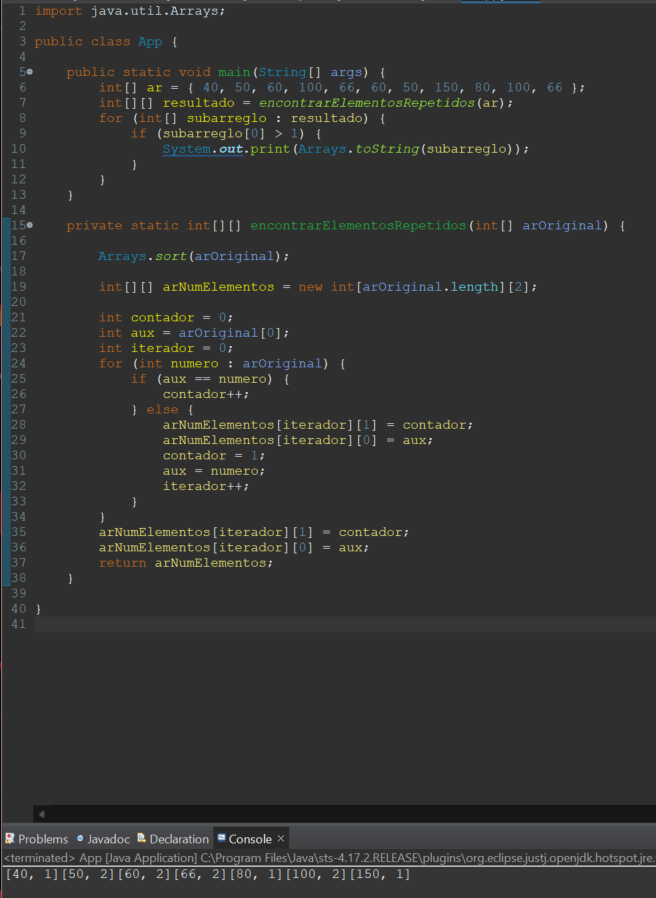 1 import java.util.Arrays;
2
3 public class App {
4
5 public static void main(String[] args) {
6 int[] ar = { 40, 50, 60, 100, 66, 60, 50, 150, 80, 100, 66 };
7 int[][] resultado = encontrarElementosRepetidos(ar);
8 for (int[] subarreglo : resultado) {
9 if (subarreglo[0] > 1) {
10 System.out.print(Arrays.toString(subarreglo));
11 }
12 }
13 }
14
15 private static int[][] encontrarElementosRepetidos(int[] arOriginal) {
16
17 Arrays.sort(arOriginal);
18
19 int[][] arNumElementos = new int[arOriginal.length][2];
20
21 int contador = 0;
22 int aux = arOriginal[0];
23 int iterador = 0;
24 for (int numero : arOriginal) {
25 if (aux == numero) {
26 contador++;
27 } else {
28 arNumElementos[iterador][1] = contador;
29 arNumElementos[iterador][0] = aux;
30 contador = 1;
31 aux = numero;
32 iterador++;
33 }
34 }
35 arNumElementos[iterador][1] = contador;
36 arNumElementos[iterador][0] = aux;
37 return arNumElementos;
38 }
39
40 }
41
Problems Javadoc Declaration Console ×
<terminated> App [Java Application] C:\Program Files\Java\sts-4.17.2.RELEASE\plugins\org.eclipse.justj.openjdk.hotspot.jre.
[40, 1][50, 2][60, 2][66, 2][80, 1][100, 2][150, 1]